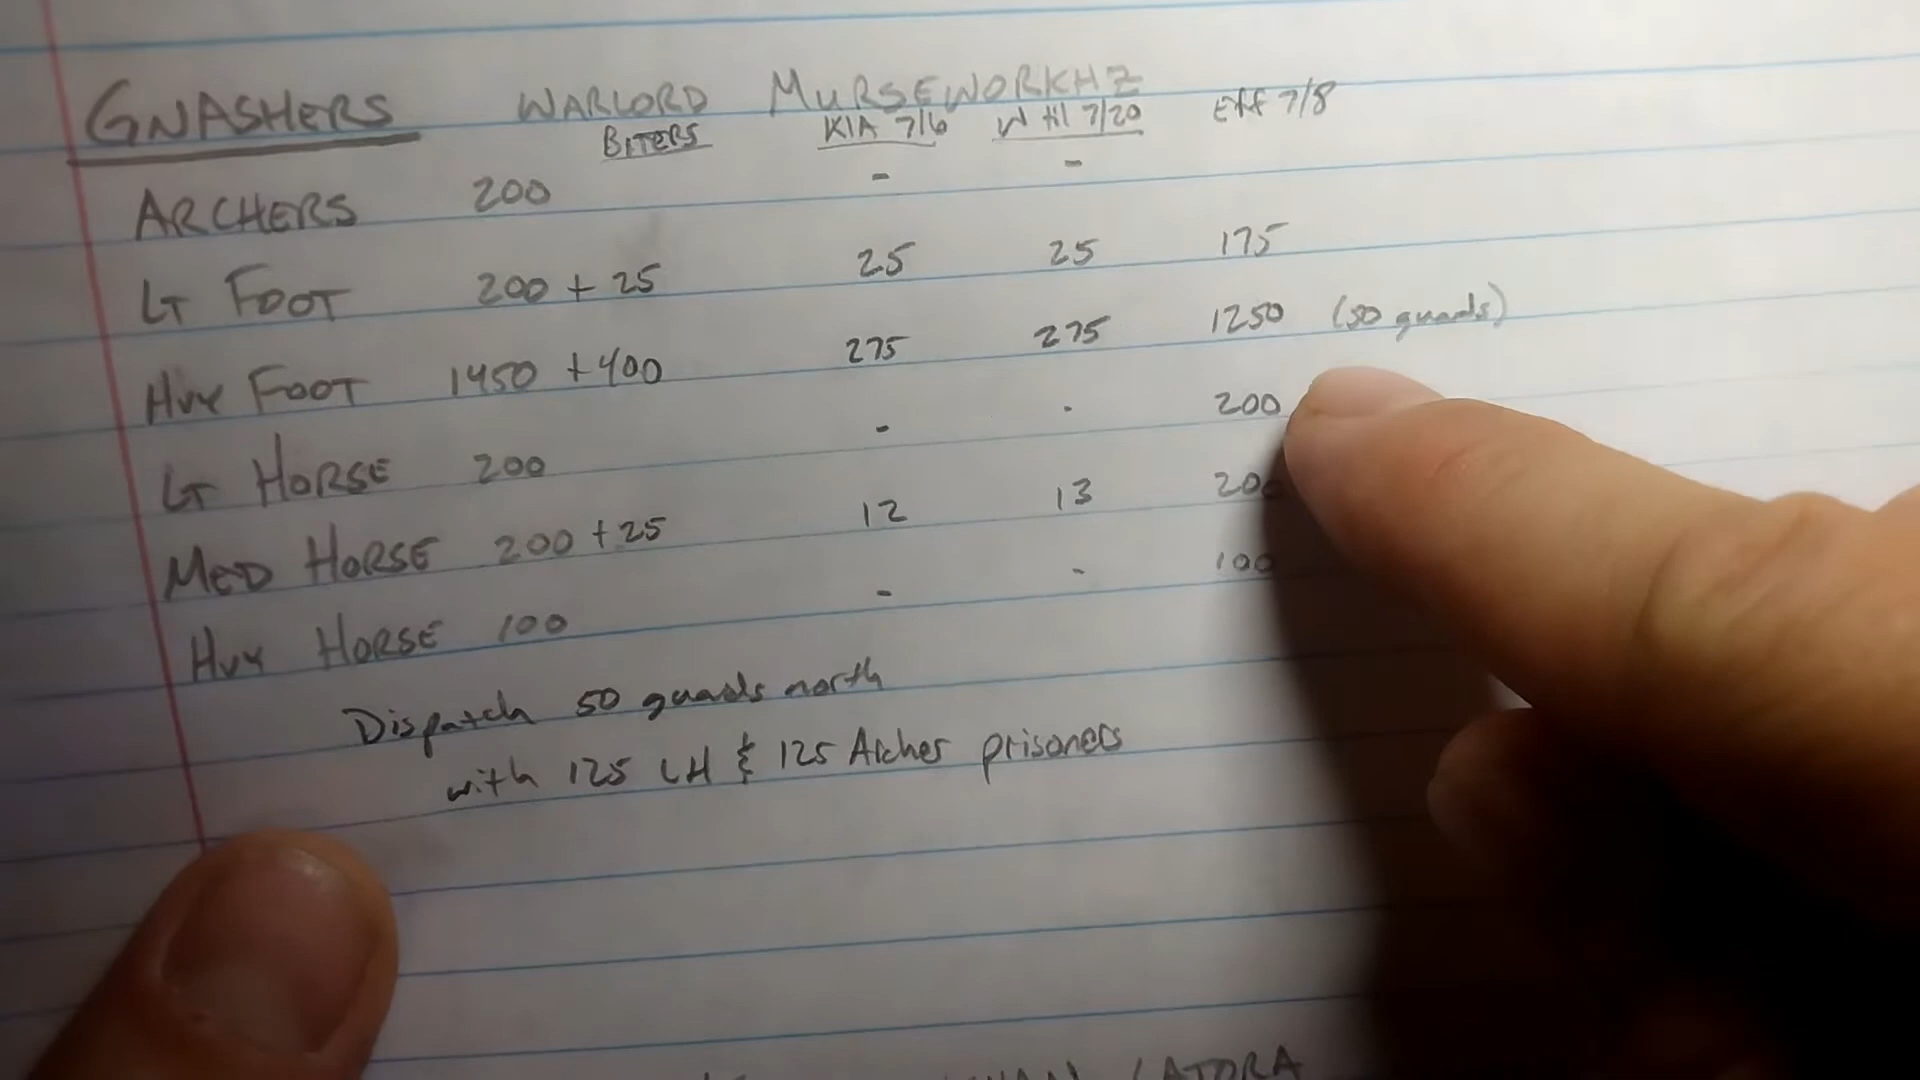 GNASHERS WARLORD MURSEWORKHZ
BITERS KIA 7/6 W til 7/20 Eff 7/8
ARCHERS 200 - -
LT FOOT 200 + 25 25 25 175
HVY FOOT 1450 + 400 275 275 1250 (50 guards)
LT HORSE 200 - - 200
MED HORSE 200 + 25 12 13 200
HVY HORSE 100 - - 100
Dispatch 50 guards north
with 125 LH & 125 Archer prisoners